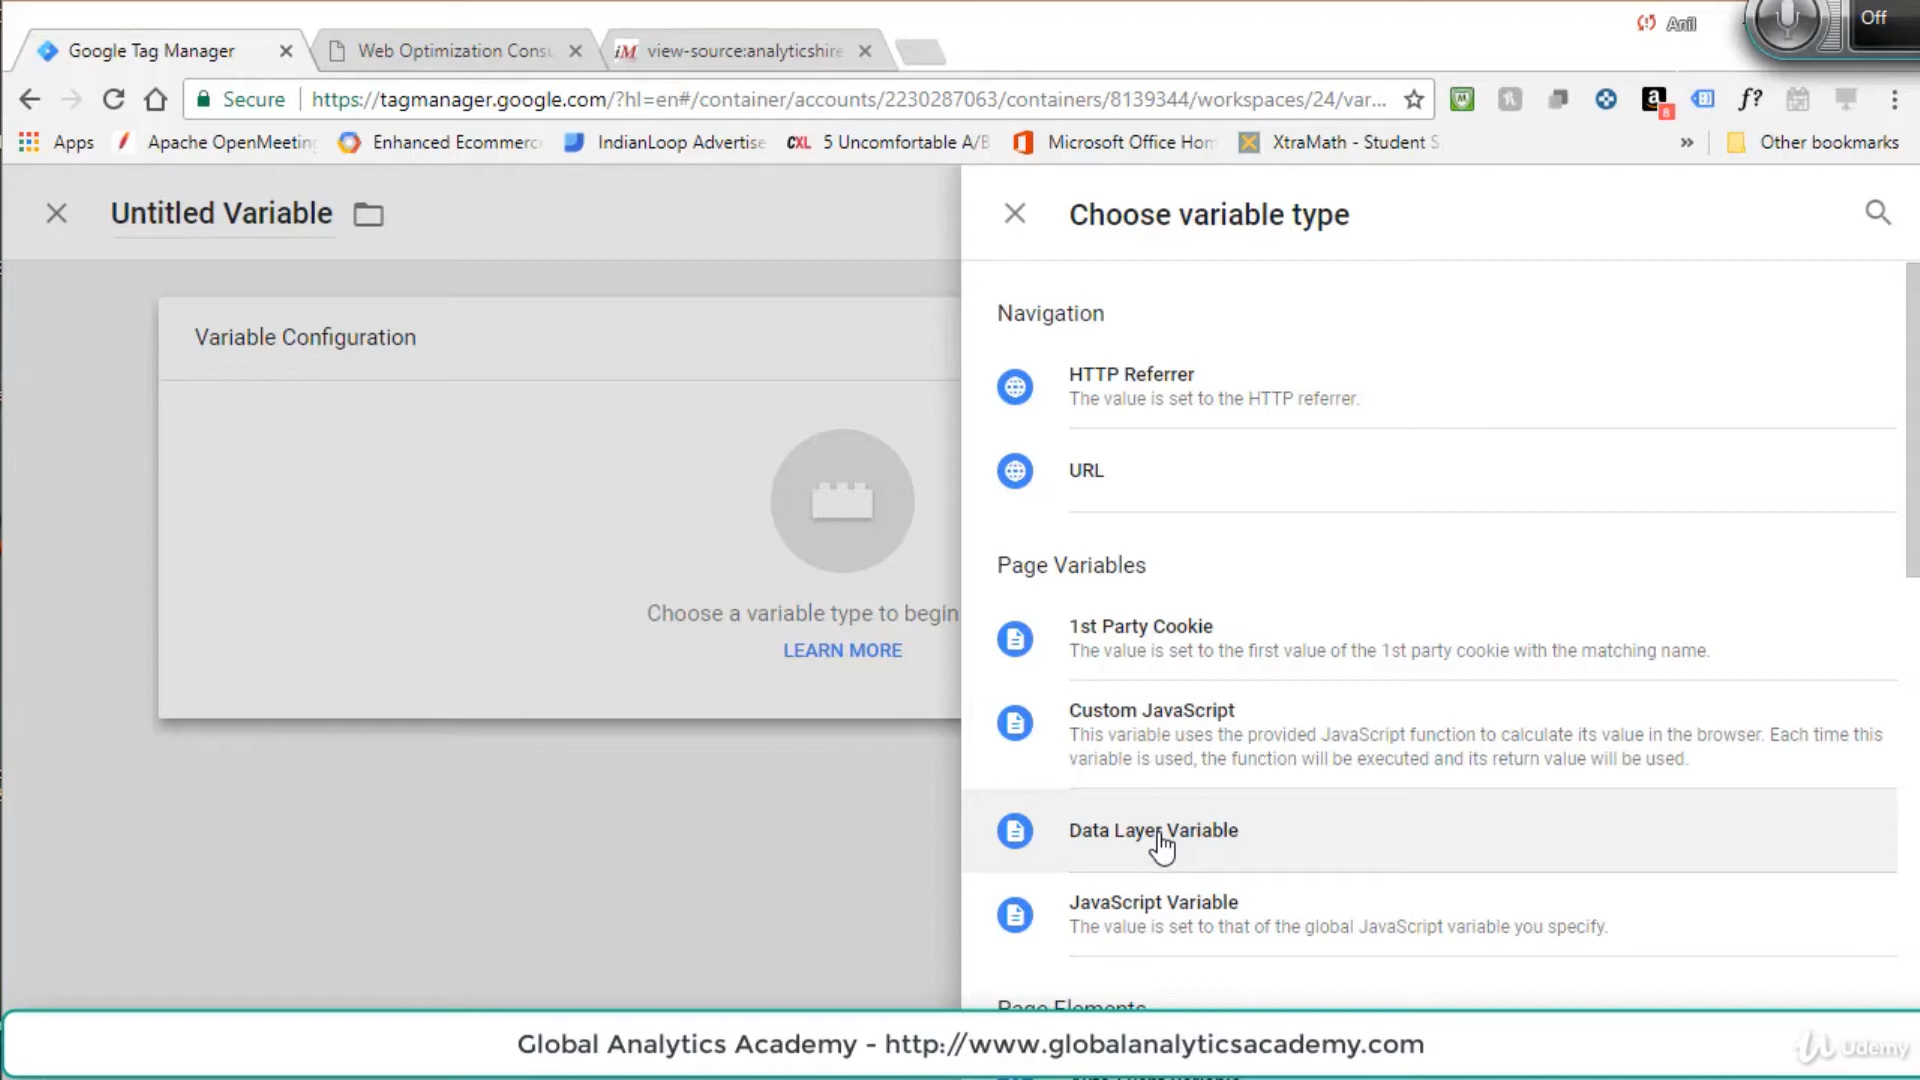 Anil
Off
Google Tag Manager
Web Optimization Consu
iM view-source:analyticshire
Secure
https://tagmanager.google.com/?hl=en#/container/accounts/2230287063/containers/8139344/workspaces/24/var...
a
8
f?
Apps
Apache OpenMeeting
Enhanced Ecommerc
IndianLoop Advertise
CXL 5 Uncomfortable A/B
Microsoft Office Hom
XtraMath - Student S
»
Other bookmarks
Untitled Variable
Choose variable type
Variable Configuration
Choose a variable type to begin
LEARN MORE
Navigation
HTTP Referrer
The value is set to the HTTP referrer.
URL
Page Variables
1st Party Cookie
The value is set to the first value of the 1st party cookie with the matching name.
Custom JavaScript
This variable uses the provided JavaScript function to calculate its value in the browser. Each time this
variable is used, the function will be executed and its return value will be used.
Data Layer Variable
JavaScript Variable
The value is set to that of the global JavaScript variable you specify.
Page Elements
Global Analytics Academy - http://www.globalanalyticsacademy.com
Udemy